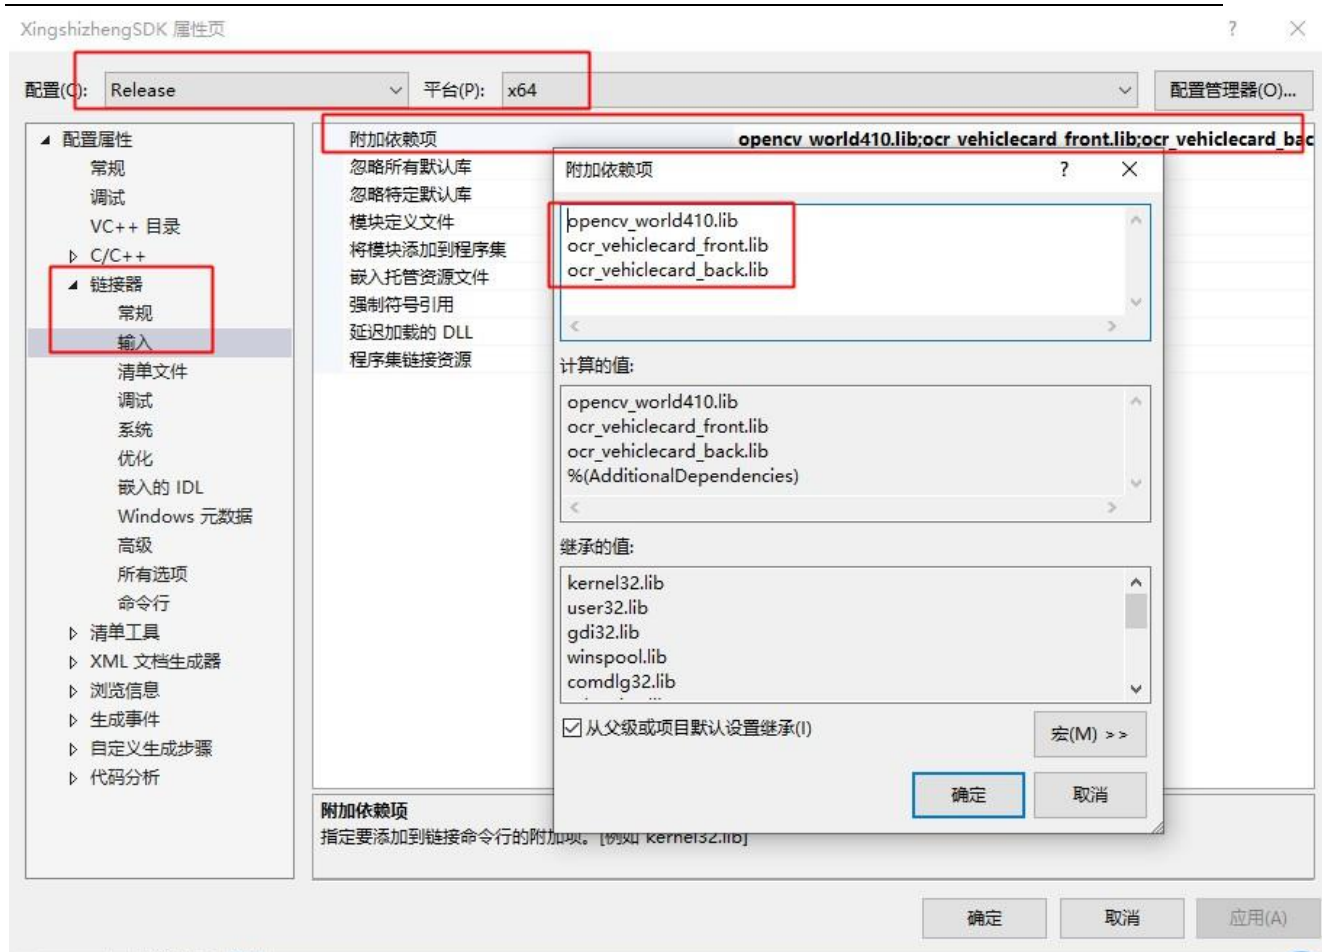 XingshizhengSDK 属性页
?
配置(C): Release 平台(P): x64 配置管理器(O)...
配置属性
常规
调试
VC++ 目录
C/C++
链接器
常规
输入
清单文件
调试
系统
优化
嵌入的 IDL
Windows 元数据
高级
所有选项
命令行
清单工具
XML 文档生成器
浏览信息
生成事件
自定义生成步骤
代码分析
附加依赖项 opencv_world410.lib;ocr_vehiclecard_front.lib;ocr_vehiclecard_bac
忽略所有默认库
忽略特定默认库
模块定义文件
将模块添加到程序集
嵌入托管资源文件
强制符号引用
延迟加载的 DLL
程序集链接资源
附加依赖项 ?
opencv_world410.lib
ocr_vehiclecard_front.lib
ocr_vehiclecard_back.lib
计算的值:
opencv_world410.lib
ocr_vehiclecard_front.lib
ocr_vehiclecard_back.lib
%(AdditionalDependencies)
继承的值:
kernel32.lib
user32.lib
gdi32.lib
winspool.lib
comdlg32.lib
从父级或项目默认设置继承(I)
宏(M) >>
确定 取消
附加依赖项
指定要添加到链接命令行的附加项。[例如 kernel32.lib]
确定 取消 应用(A)